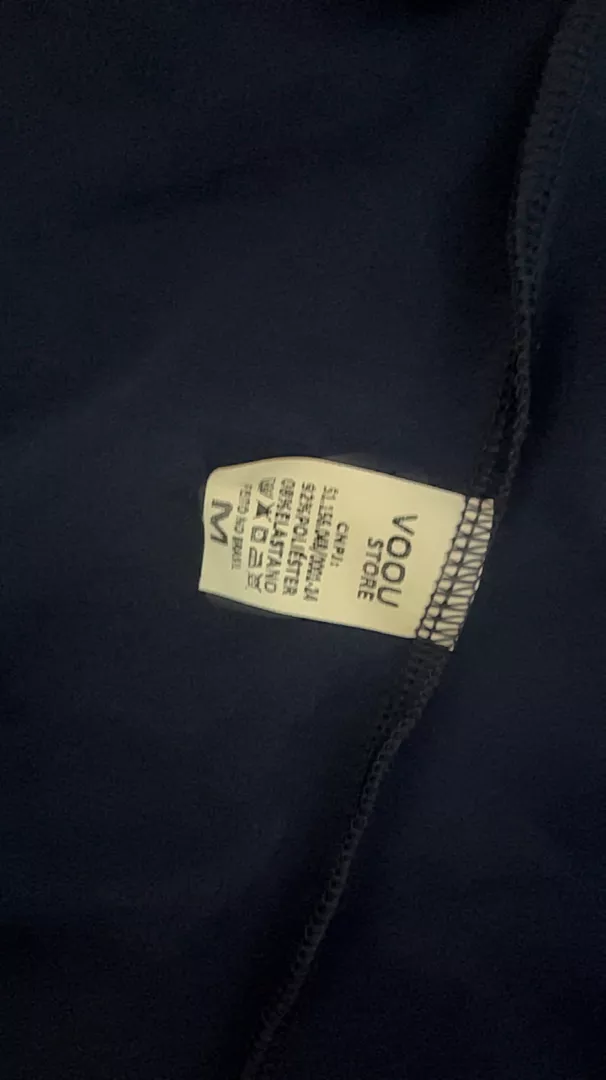 VOOU
STORE
CNPJ:
92%POLIÉSTER
08%ELASTANO
FEITO NO BRASIL
M